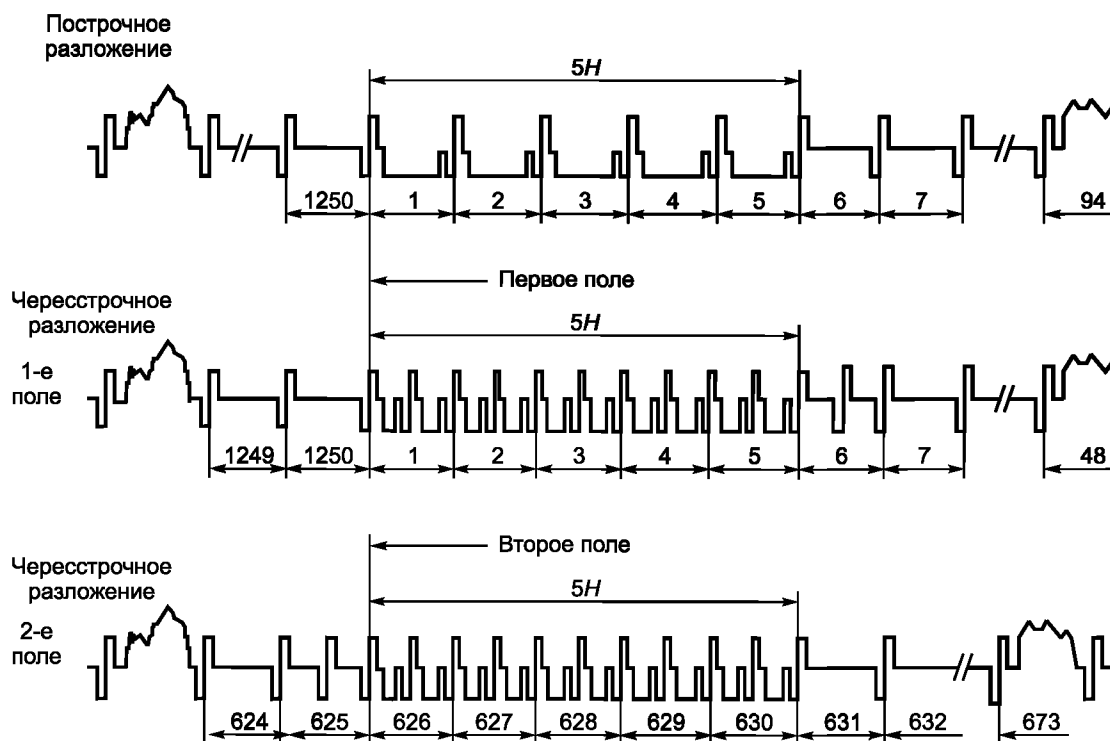 Построчное
разложение
5H
1250 1 2 3 4 5 6 7 94
Первое поле
Чересстрочное
разложение
5H
1-е
поле
1249 1250 1 2 3 4 5 6 7 48
Второе поле
Чересстрочное
разложение
5H
2-е
поле
624 625 626 627 628 629 630 631 632 673